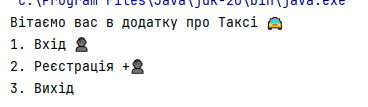 C:\Program Files\Java\jdk-20\bin\java.exe
Вітаємо вас в додатку про Таксі 🚖
1. Вхід 👤
2. Реєстрація +👤
3. Вихід